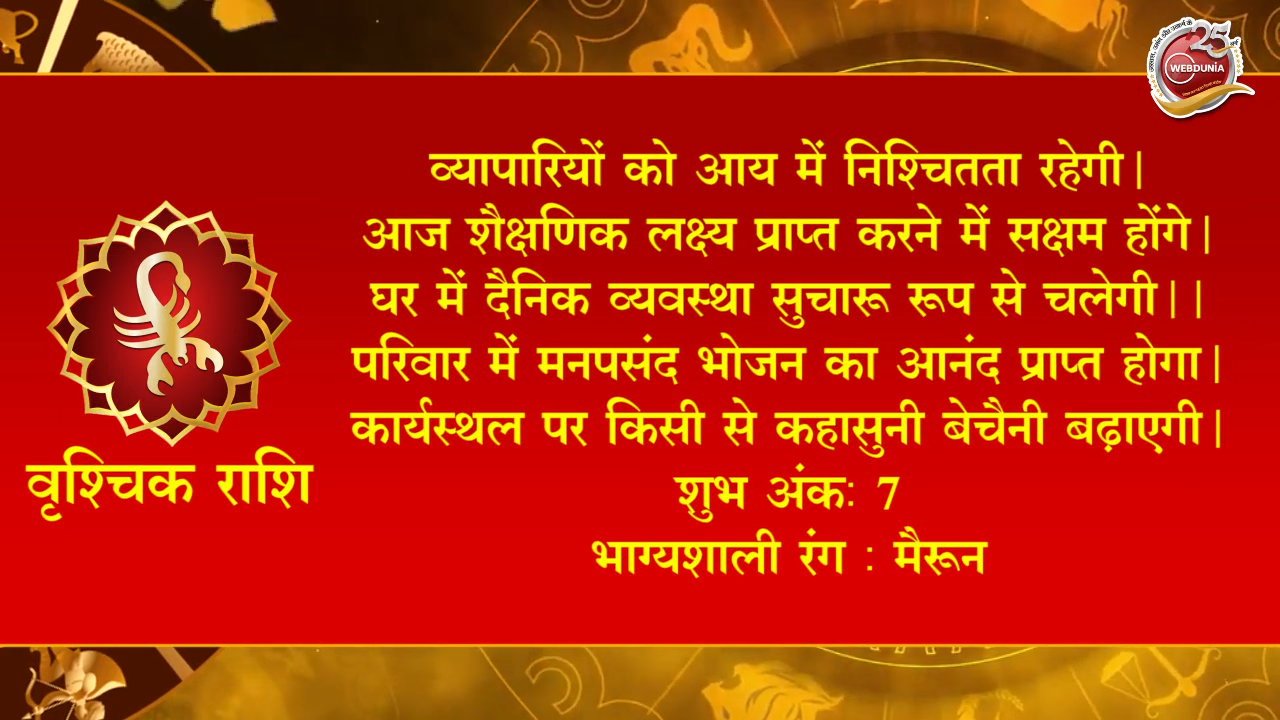 25
WEBDUNIA
व्यापारियों को आय में निश्चितता रहेगी|
आज शैक्षणिक लक्ष्य प्राप्त करने में सक्षम होंगे|
घर में दैनिक व्यवस्था सुचारू रूप से चलेगी||
परिवार में मनपसंद भोजन का आनंद प्राप्त होगा|
कार्यस्थल पर किसी से कहासुनी बेचैनी बढ़ाएगी|
शुभ अंकः 7
भाग्यशाली रंग : मैरून
वृश्चिक राशि